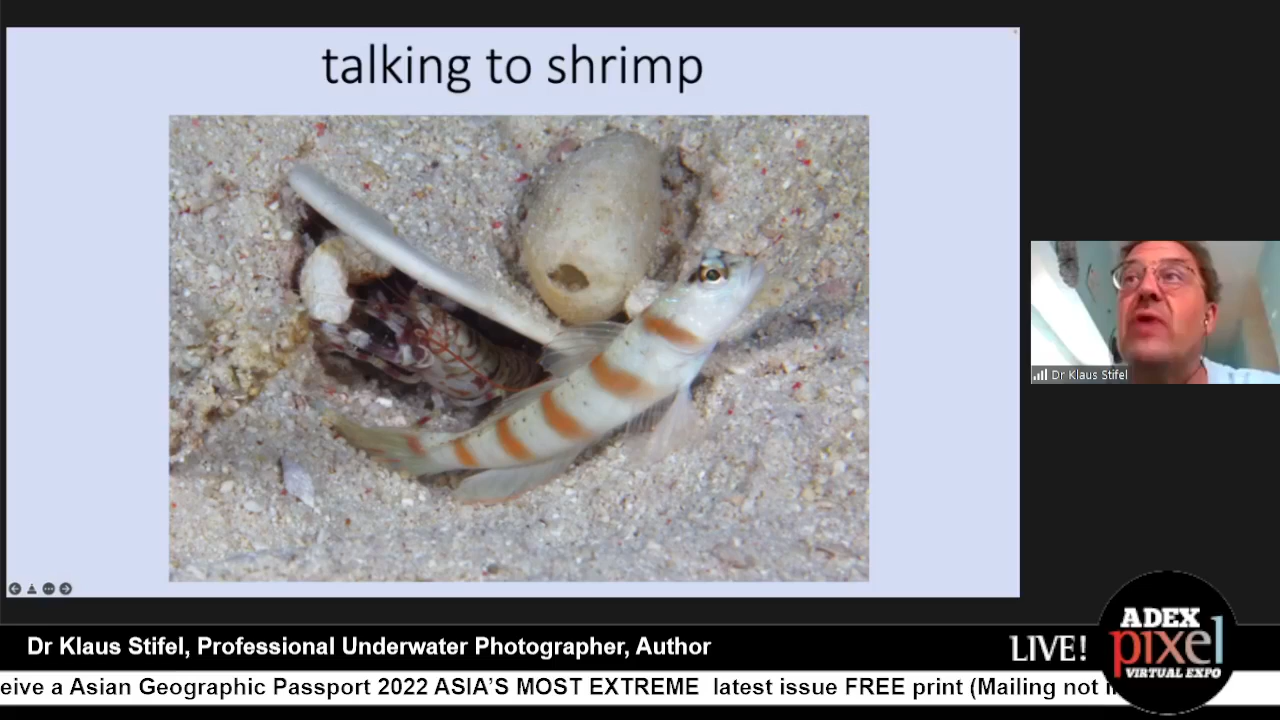 talking to shrimp
Dr Klaus Stifel
Dr Klaus Stifel, Professional Underwater Photographer, Author
LIVE!
ADEX
pixel
VIRTUAL EXPO
eive a Asian Geographic Passport 2022 ASIA'S MOST EXTREME latest issue FREE print (Mailing not